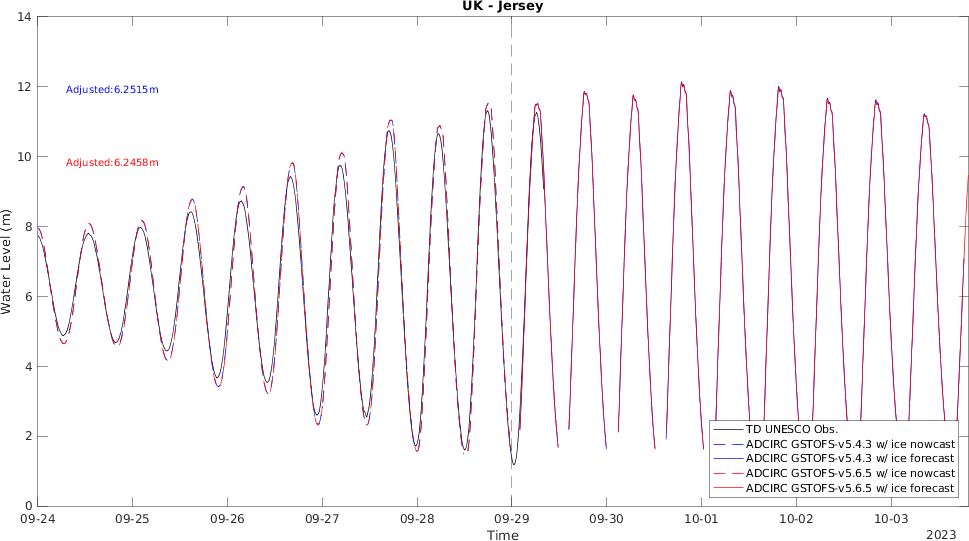 UK - Jersey
14
12
10
8
6
4
2
0
Water Level (m)
Adjusted:6.2515m
Adjusted:6.2458m
TD UNESCO Obs.
ADCIRC GSTOFS-v5.4.3 w/ ice nowcast
ADCIRC GSTOFS-v5.4.3 w/ ice forecast
ADCIRC GSTOFS-v5.6.5 w/ ice nowcast
ADCIRC GSTOFS-v5.6.5 w/ ice forecast
09-24 09-25 09-26 09-27 09-28 09-29 09-30 10-01 10-02 10-03
Time
2023